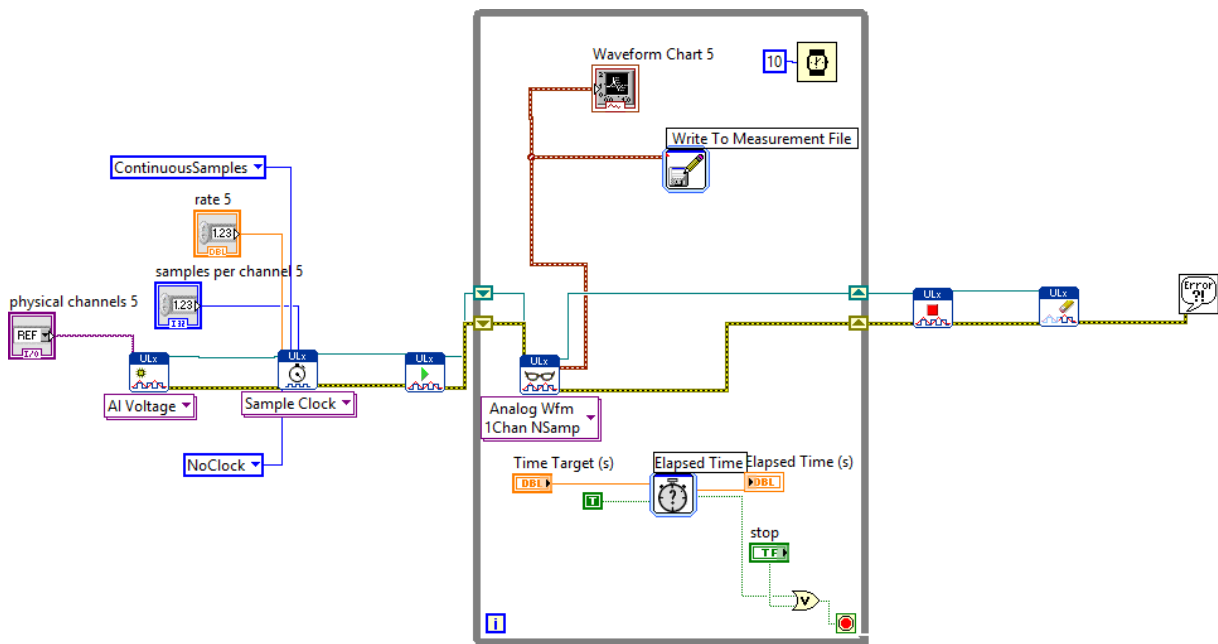 Waveform Chart 5
10
Write To Measurement File
ContinuousSamples
rate 5
1.23
DBL
samples per channel 5
1.23
I32
physical channels 5
REF
I/O
ULx
ULx
ULx
ULx
ULx
ULx
Error
?!
AI Voltage
Sample Clock
Analog Wfm
1Chan NSamp
NoClock
Time Target (s)
Elapsed Time
Elapsed Time (s)
DBL
?
DBL
T
stop
TF
V
i